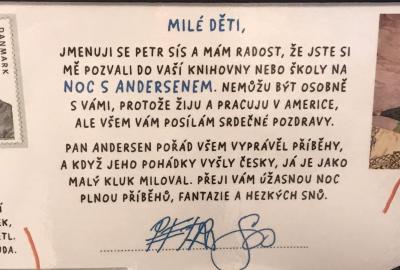 MILÉ DĚTI,
JMENUJI SE PETR SÍS A MÁM RADOST, ŽE JSTE SI
MĚ POZVALI DO VAŠÍ KNIHOVNY NEBO ŠKOLY NA
NOC S ANDERSENEM. NEMŮŽU BÝT OSOBNĚ
S VÁMI, PROTOŽE ŽIJU A PRACUJU V AMERICE,
ALE VŠEM VÁM POSÍLÁM SRDEČNÉ POZDRAVY.
PAN ANDERSEN POŘÁD VŠEM VYPRÁVĚL PŘÍBĚHY,
A KDYŽ JEHO POHÁDKY VYŠLY ČESKY, JÁ JE JAKO
MALÝ KLUK MILOVAL. PŘEJI VÁM ÚŽASNOU NOC
PLNOU PŘÍBĚHŮ, FANTAZIE A HEZKÝCH SNŮ.
DANMARK